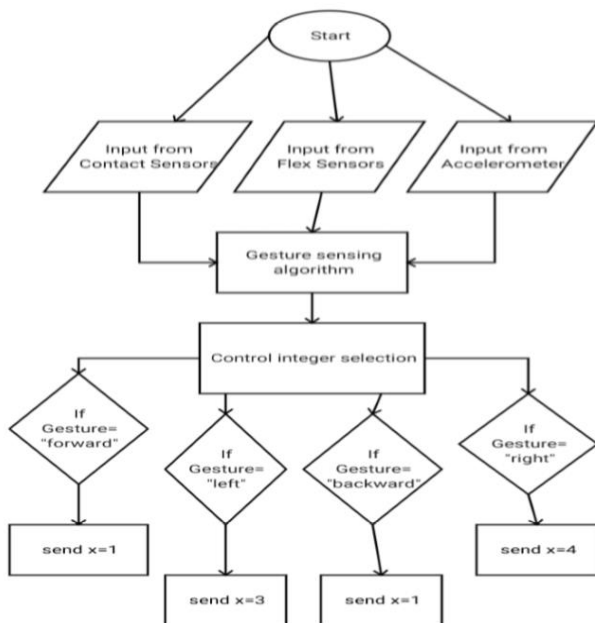 Start
Input from
Contact Sensors
Input from
Flex Sensors
Input from
Accelerometer
Gesture sensing
algorithm
Control integer selection
If
Gesture=
"forward"
If
Gesture=
"left"
If
Gesture=
"backward"
If
Gesture=
"right"
send x=1
send x=3
send x=1
send x=4